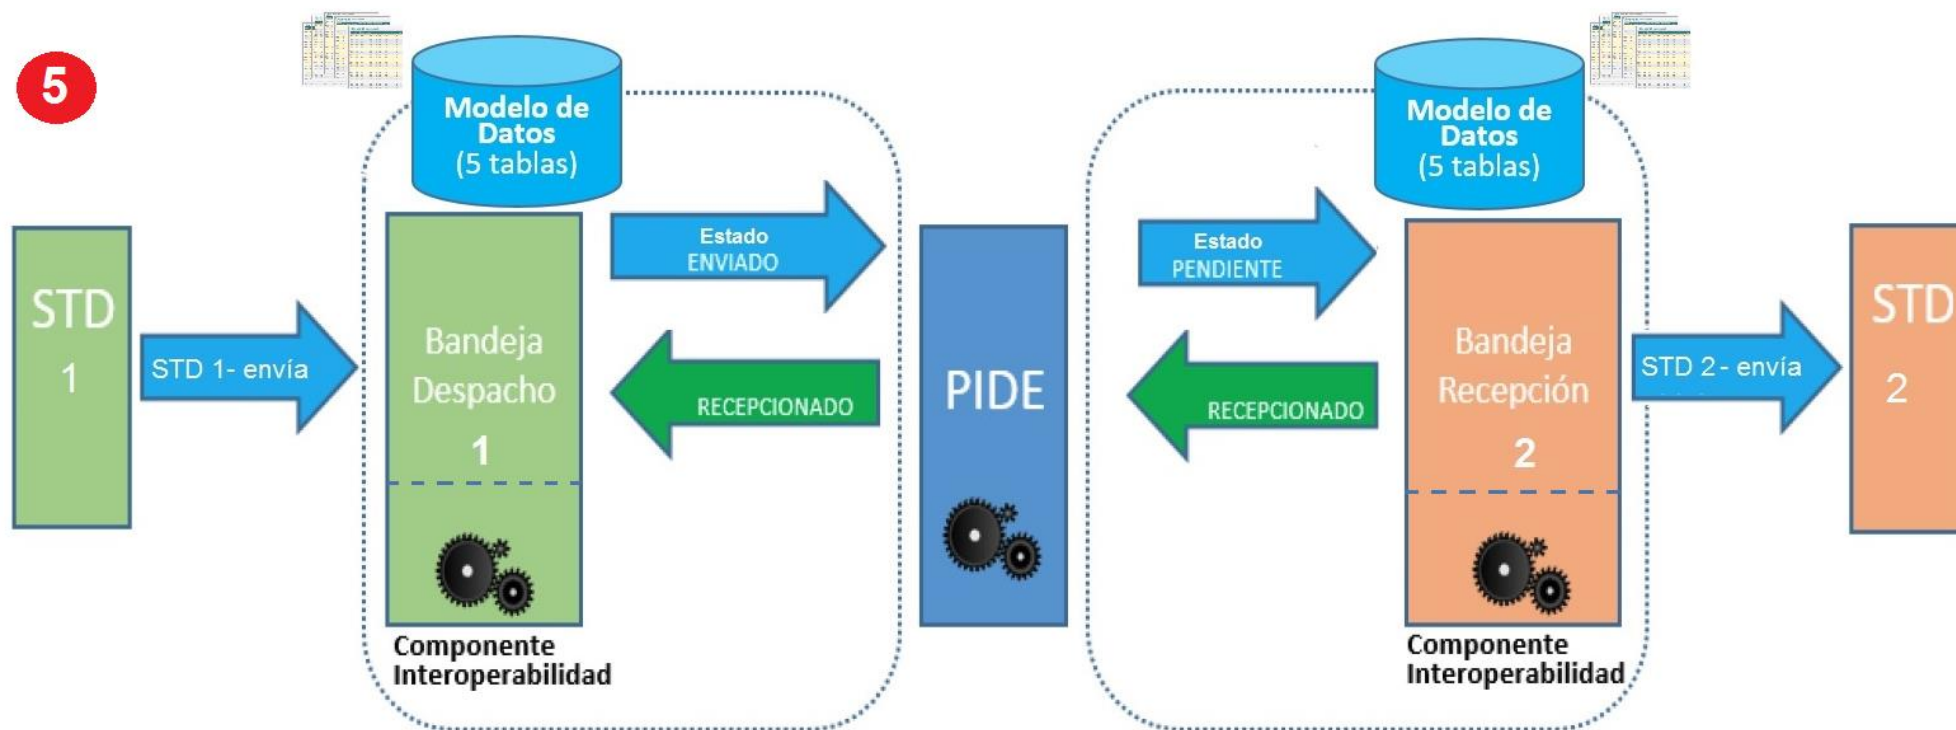 5
Modelo de
Datos
(5 tablas)
Modelo de
Datos
(5 tablas)
STD
1
STD 1- envía
Bandeja
Despacho
1
Componente
Interoperabilidad
Estado
ENVIADO
RECEPCIONADO
PIDE
Estado
PENDIENTE
RECEPCIONADO
Bandeja
Recepción
2
Componente
Interoperabilidad
STD 2 - envía
STD
2